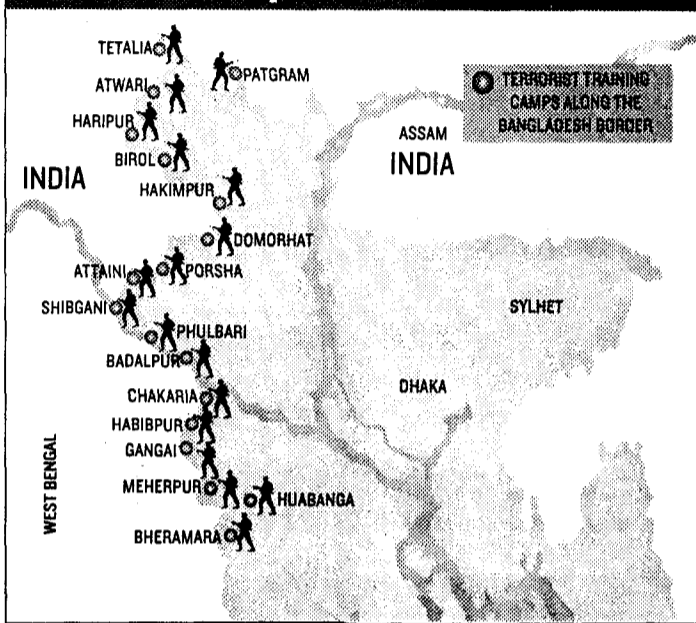 TETALIA
PATGRAM
ATWARI
TERRORIST TRAINING
CAMPS ALONG THE
BANGLADESH BORDER
HARIPUR
ASSAM
INDIA
BIROL
INDIA
HAKIMPUR
DOMORHAT
ATTAINI
PORSHA
SHIBGANI
SYLHET
PHULBARI
BADALPUR
DHAKA
CHAKARIA
HABIBPUR
GANGAI
WEST BENGAL
MEHERPUR
HUABANGA
BHERAMARA